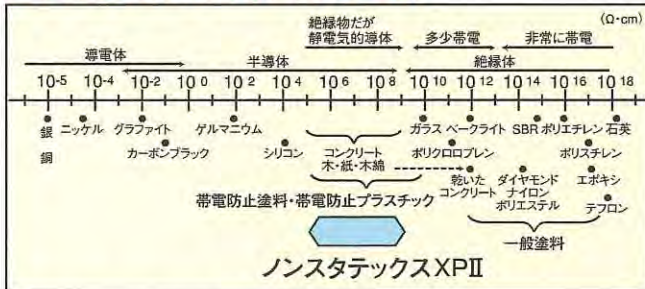 (Ω・cm)
絶縁物だが
静電気的導体
多少帯電
非常に帯電
導電体
半導体
絶縁体
10-5 10-4 10-2 10 0 10 2 10 4 10 6 10 8 10 10 10 12 10 14 10 16 10 18
銀 ニッケル グラファイト ゲルマニウム ガラス ベークライト SBR ポリエチレン 石英
銅 カーボンブラック シリコン コンクリート ポリクロロプレン ポリスチレン
木・紙・木綿
乾いた
コンクリート
ダイヤモンド
ナイロン
ポリエステル
エポキシ
テフロン
帯電防止塗料・帯電防止プラスチック
一般塗料
ノンスタテックスXPII